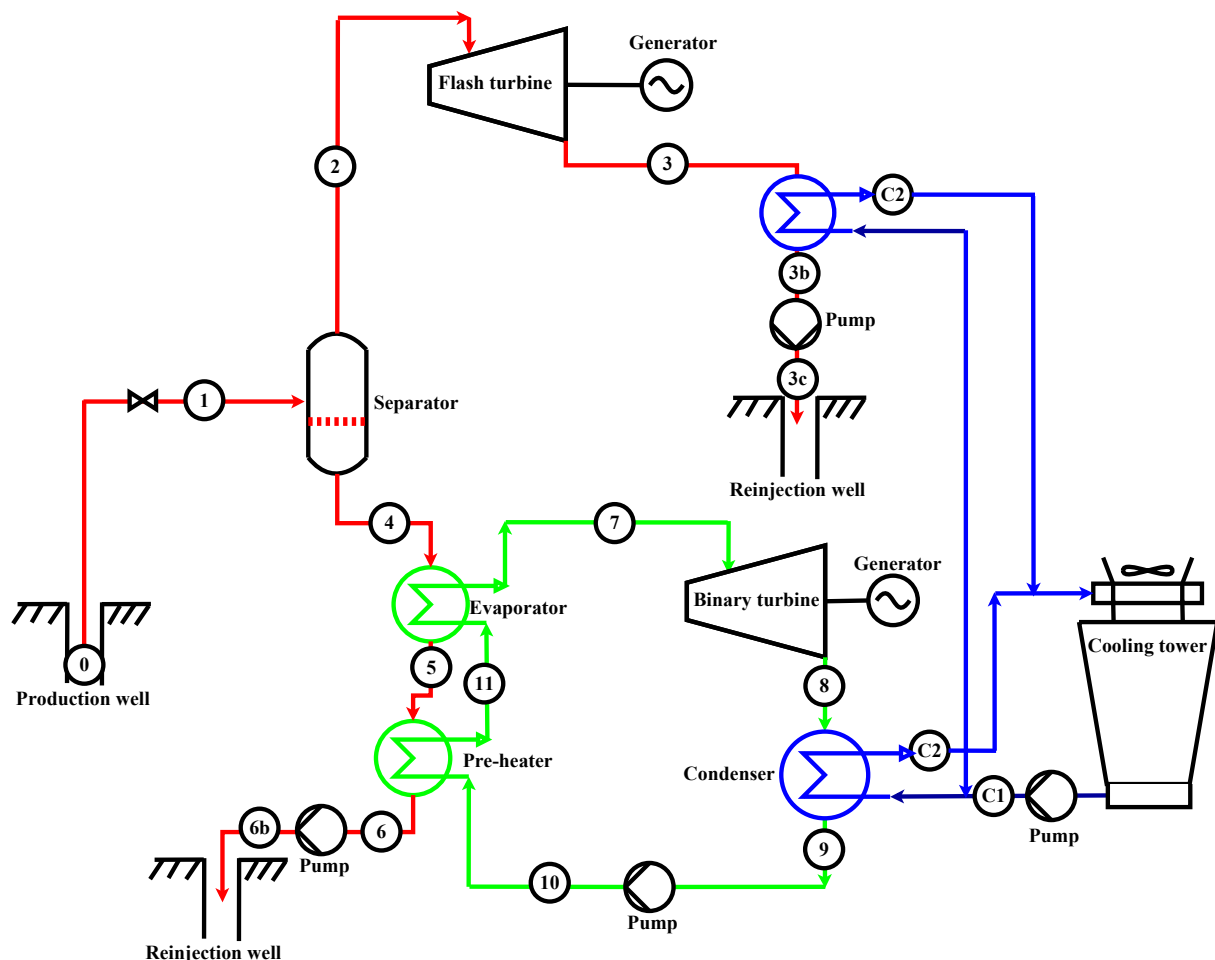 Generator
Flash turbine
2
3
C2
3b
Pump
3c
1
Separator
Reinjection well
4
7
Generator
Evaporator
Binary turbine
Cooling tower
0
5
Production well
11
8
Pre-heater
Condenser
C2
C1
6b
6
Pump
Pump
9
10
Pump
Reinjection well